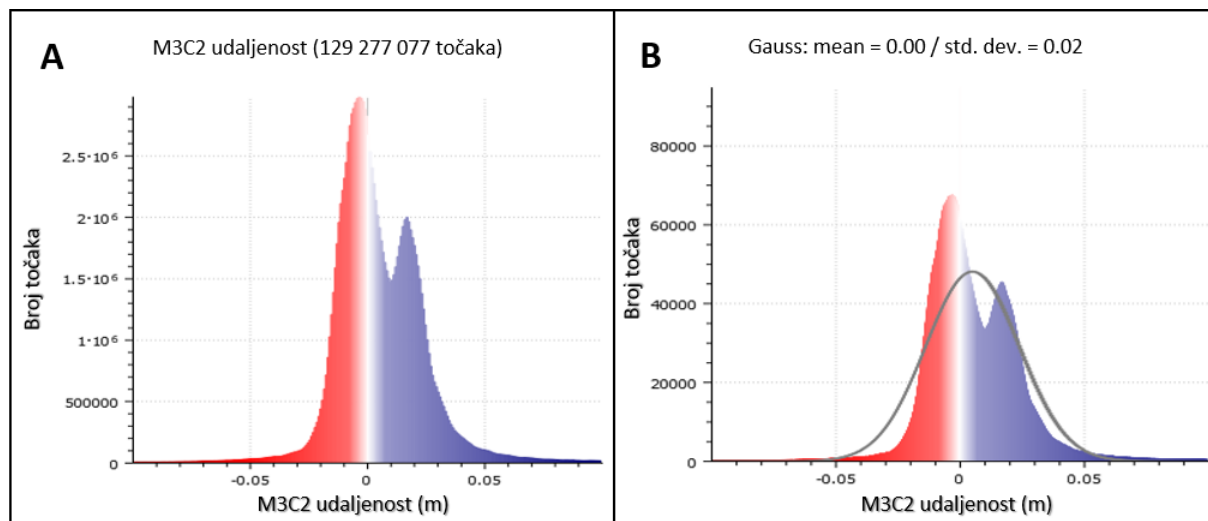 A
M3C2 udaljenost (129 277 077 točaka)
2.5·10⁶
2·10⁶
1.5·10⁶
1·10⁶
500000
0
-0.05
0
0.05
Broj točaka
M3C2 udaljenost (m)
B
Gauss: mean = 0.00 / std. dev. = 0.02
80000
60000
40000
20000
0
-0.05
0
0.05
Broj točaka
M3C2 udaljenost (m)